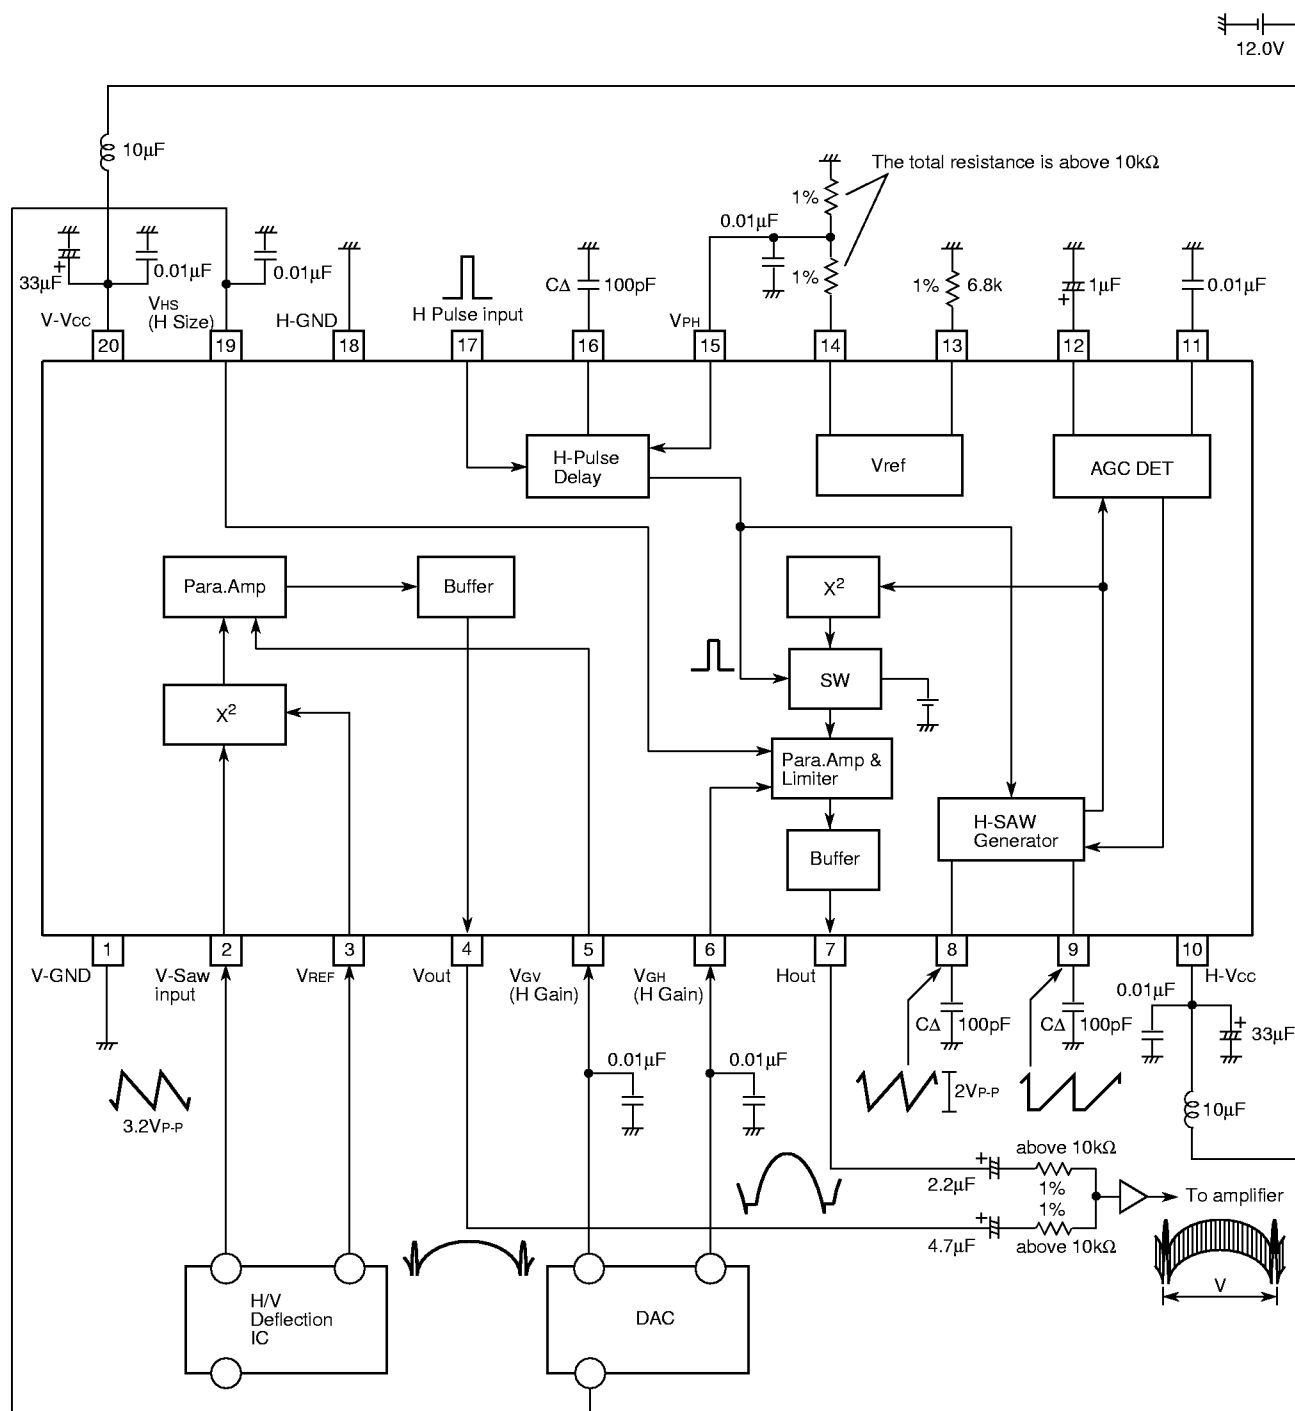 12.0V
10μF
The total resistance is above 10kΩ
1%
0.01μF
1%
33μF
+
0.01μF
0.01μF
VHS
(H Size)
V-VCC
H-GND
H Pulse input
CΔ
100pF
VPH
1%
6.8k
1μF
+
0.01μF
20
19
18
17
16
15
14
13
12
11
H-Pulse
Delay
Vref
AGC DET
Para.Amp
Buffer
X²
SW
X²
Para.Amp &
Limiter
H-SAW
Generator
Buffer
1
2
3
4
5
6
7
8
9
10
V-GND
V-Saw
input
VREF
Vout
VGV
(H Gain)
VGH
(H Gain)
Hout
H-VCC
CΔ
100pF
CΔ
100pF
0.01μF
+
33μF
0.01μF
0.01μF
3.2VP-P
2VP-P
10μF
above 10kΩ
+
2.2μF
1%
1%
To amplifier
+
4.7μF
above 10kΩ
V
H/V
Deflection
IC
DAC